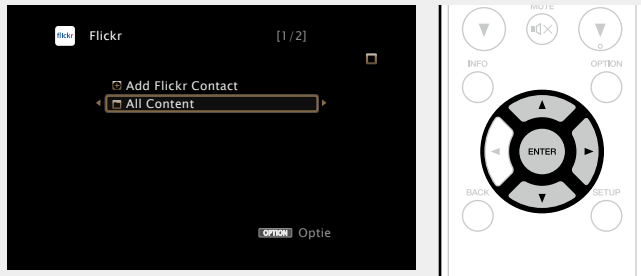 flickr Flickr [1/2]
Add Flickr Contact
All Content
OPTION Optie
MUTE
INFO OPTION
ENTER
BACK SETUP